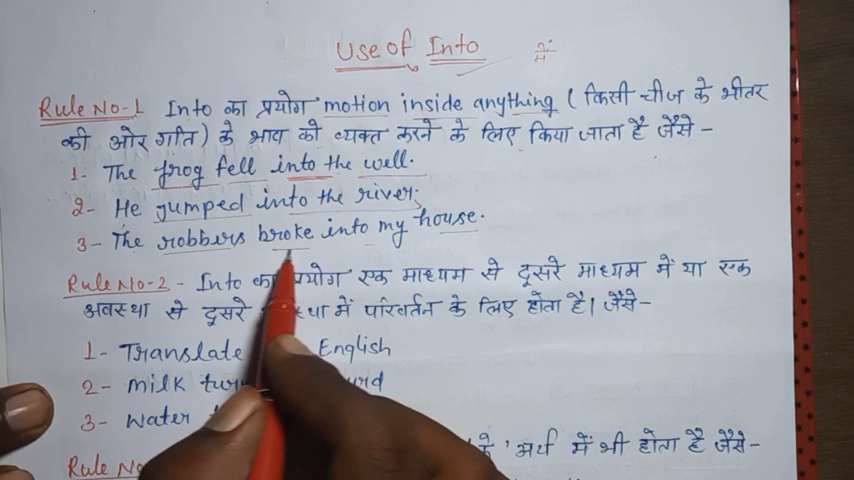 Use of Into
Rule No-1 Into का प्रयोग motion inside anything (किसी चीज के भीतर
की ओर गति) के भाव को व्यक्त करने के लिए किया जाता है जैसे -
1- The frog fell into the well.
2- He jumped into the river.
3- The robbers broke into my house.
Rule No-2- Into का प्रयोग एक माध्यम से दूसरे माध्यम में या एक
अवस्था से दूसरे में परिवर्तन के लिए होता है। जैसे-
1- Translate English
2- milk
3- water
Rule No अर्थ में भी होता है जैसे-